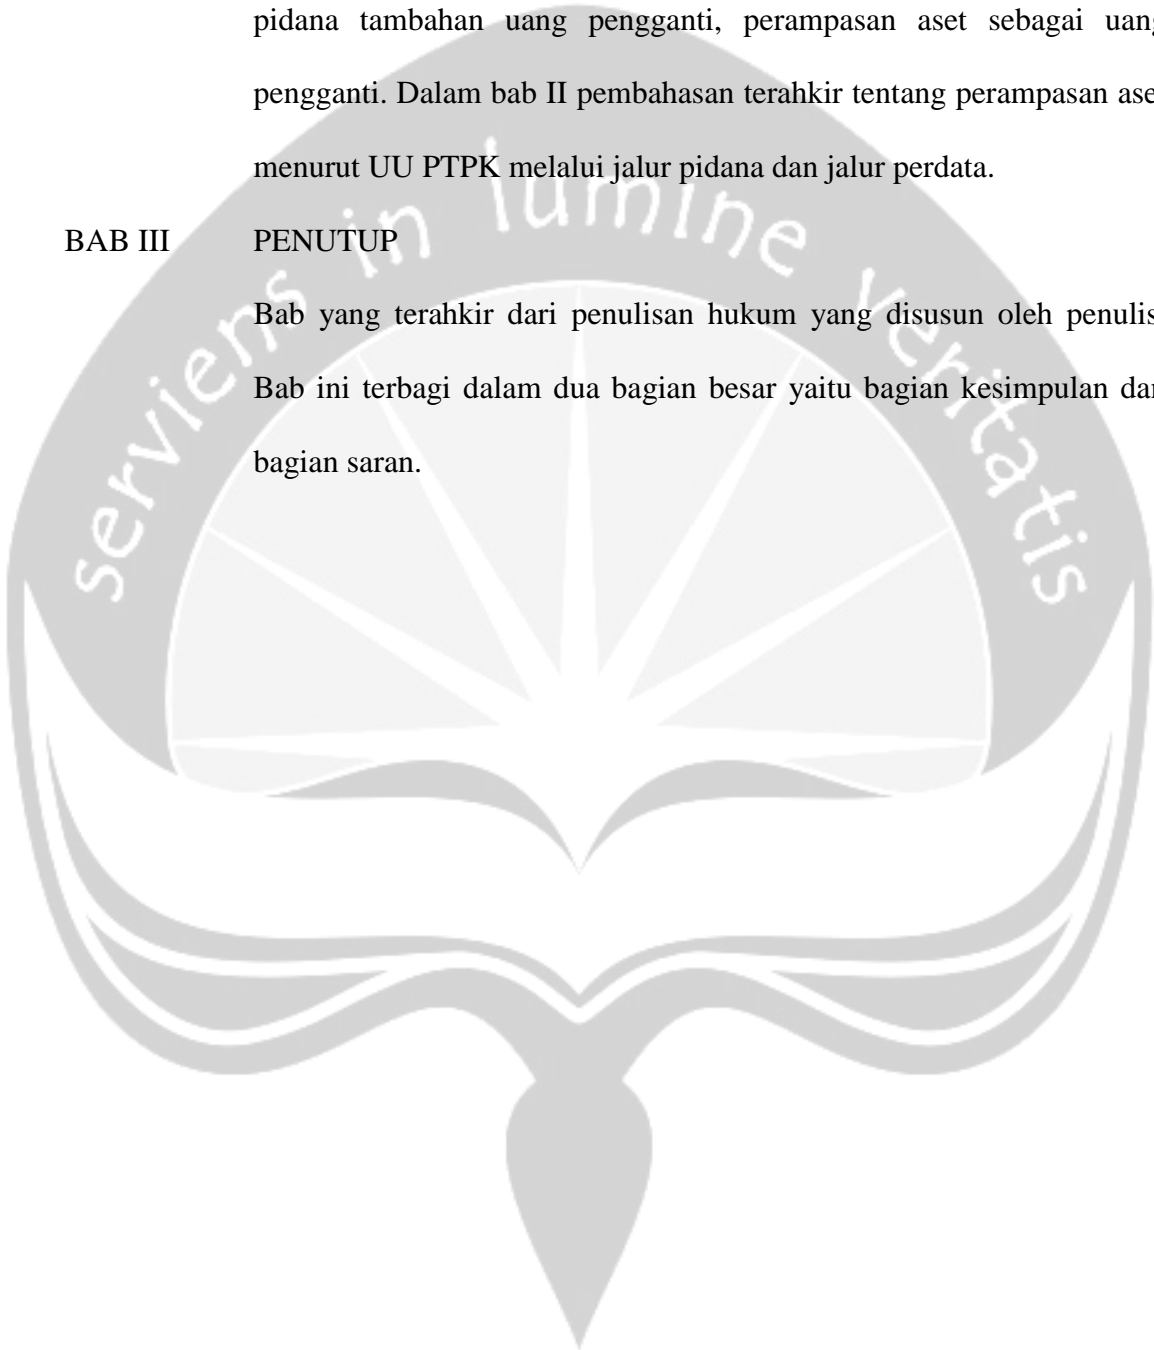 pidana tambahan uang pengganti, perampasan aset sebagai uang
pengganti. Dalam bab II pembahasan terahkir tentang perampasan ase
menurut UU PTPK melalui jalur pidana dan jalur perdata.
BAB III PENUTUP
Bab yang terahkir dari penulisan hukum yang disusun oleh penulis
Bab ini terbagi dalam dua bagian besar yaitu bagian kesimpulan dan
bagian saran.
serviens in lumine veritatis